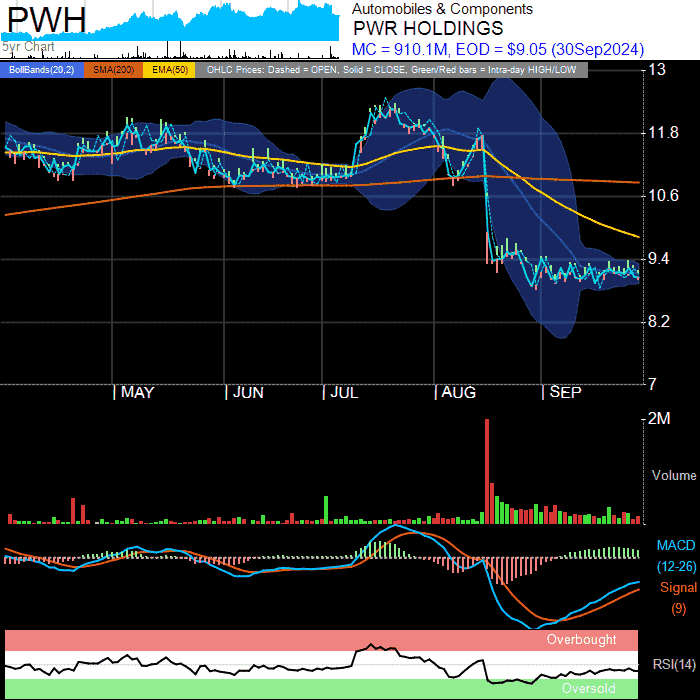 PWH
5yr Chart
Automobiles & Components
PWR HOLDINGS
MC = 910.1M, EOD = $9.05 (30Sep2024)
BollBands(20,2) SMA(200) EMA(50) OHLC Prices: Dashed = OPEN, Solid = CLOSE, Green/Red bars = Intra-day HIGH/LOW
13
11.8
10.6
9.4
8.2
7
MAY JUN JUL AUG SEP
2M
Volume
MACD
(12-26)
Signal
(9)
Overbought
RSI(14)
Oversold